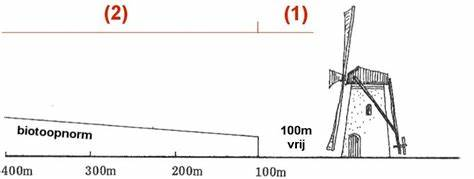 (2) (1)
biotoopnorm
100m
vrij
400m 300m 200m 100m